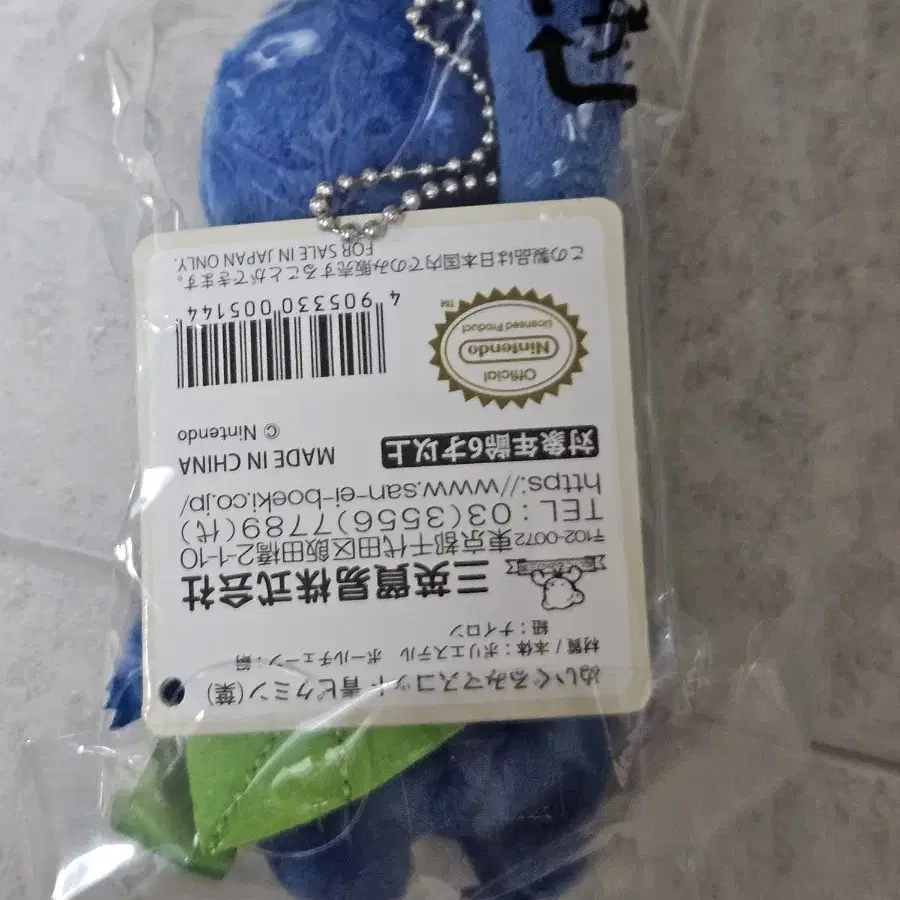 ぬいぐるみマスコット 青ピクミン(葉)
材質 / 本体：ポリエステル ボールチェーン：銅
紐：ナイロン
三英貿易株式会社
〒102-0072 東京都千代田区飯田橋2-1-10
TEL：03(3556)7789(代)
https://www.san-ei-boeki.co.jp/
対象年齢6才以上
MADE IN CHINA
© Nintendo
Official
Nintendo
Licensed Product
TM
4 905330 005144
この製品は日本国内でのみ販売することができます。
FOR SALE IN JAPAN ONLY.